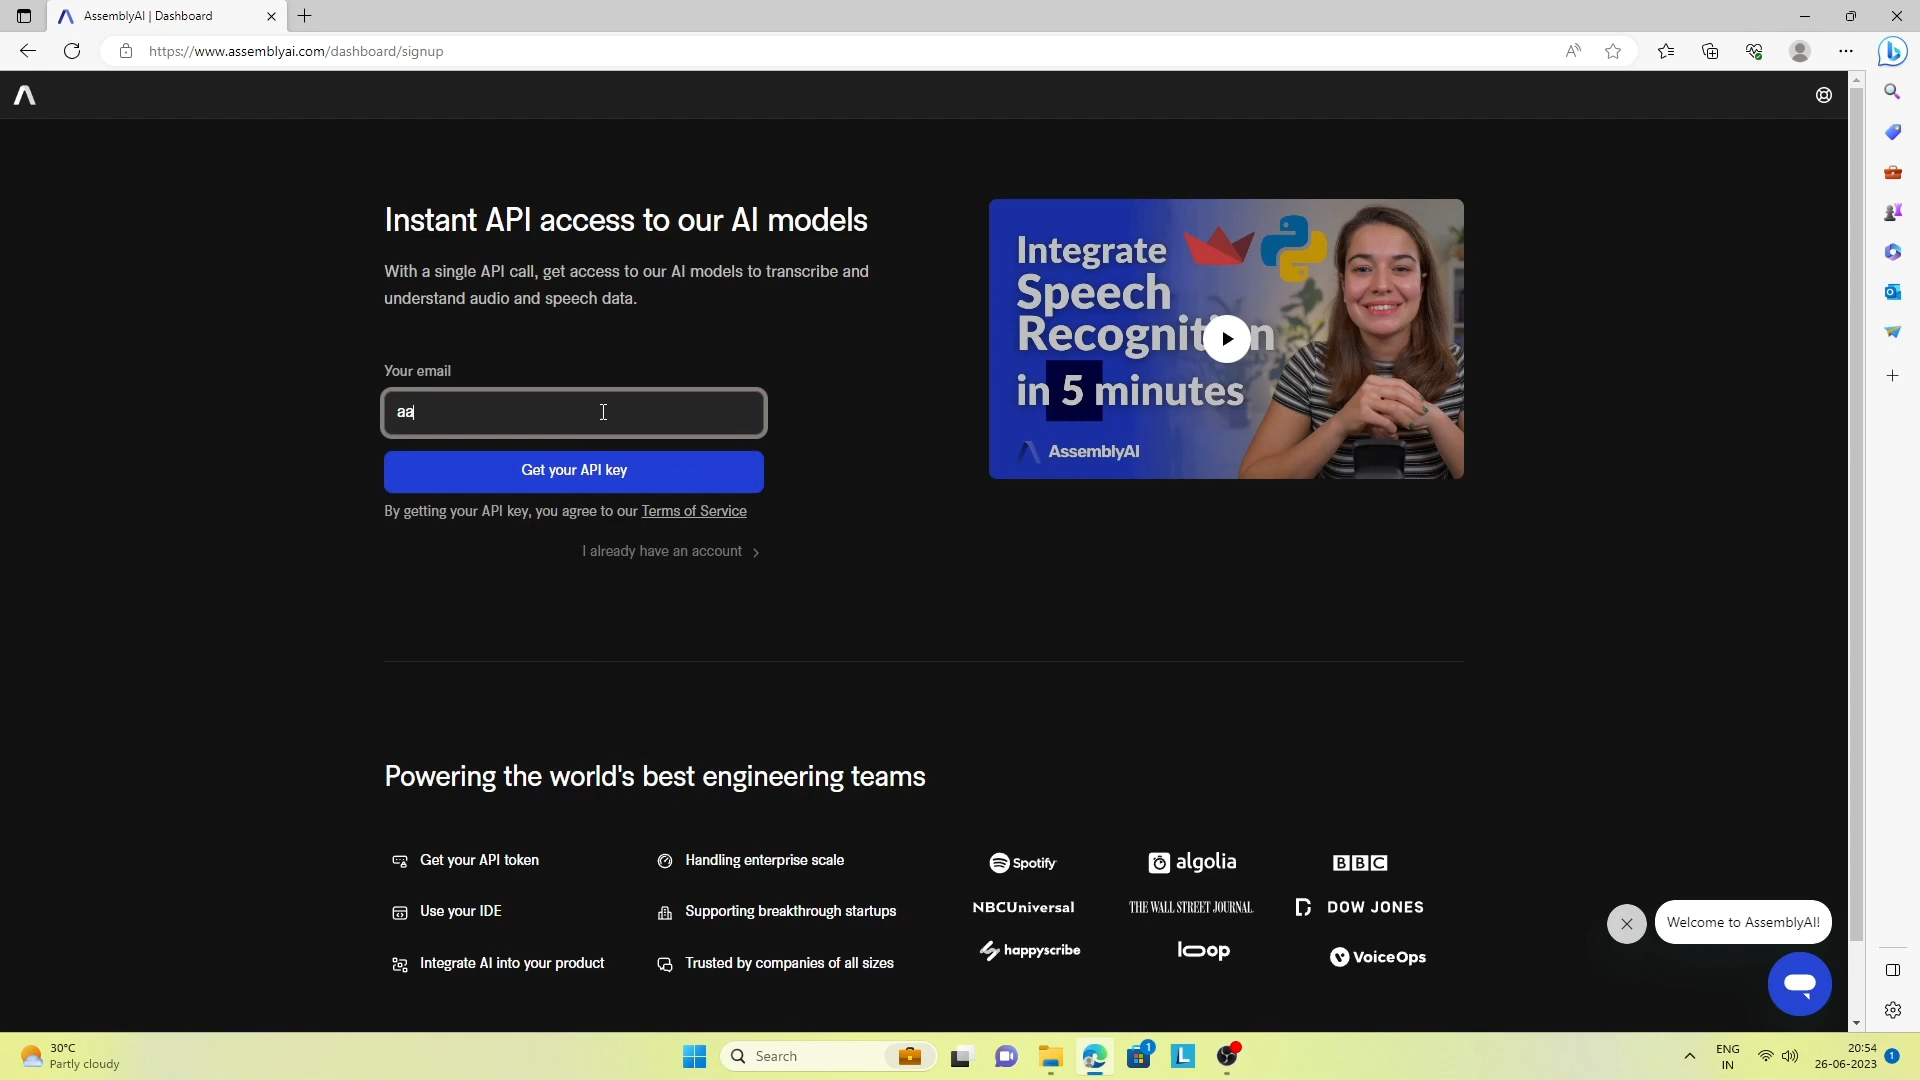 AssemblyAI | Dashboard
https://www.assemblyai.com/dashboard/signup
Instant API access to our AI models
With a single API call, get access to our AI models to transcribe and
understand audio and speech data.
Your email
aa
Get your API key
By getting your API key, you agree to our Terms of Service
I already have an account
Integrate
Speech
Recognit n
in 5 minutes
AssemblyAI
Powering the world's best engineering teams
Get your API token
Handling enterprise scale
Use your IDE
Supporting breakthrough startups
Integrate AI into your product
Trusted by companies of all sizes
Spotify
algolia
BBC
NBCUniversal
THE WALL STREET JOURNAL.
DOW JONES
happyscribe
loop
VoiceOps
Welcome to AssemblyAI!
30°C
Partly cloudy
Search
1
L
ENG
IN
20:54
26-06-2023
1